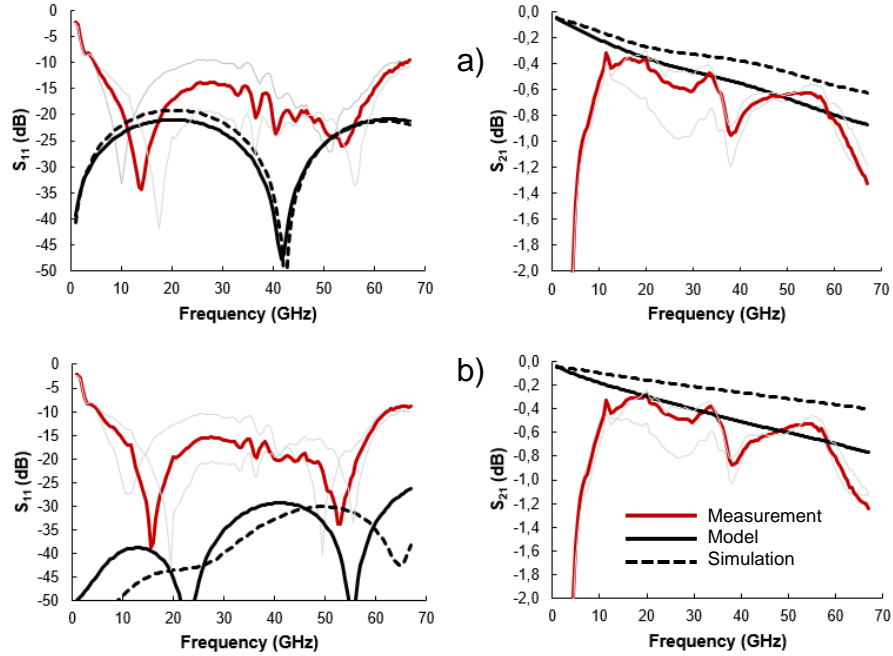 0
-5
-10
-15
-20
-25
-30
-35
-40
-45
-50
S11 (dB)
0 10 20 30 40 50 60 70
Frequency (GHz)
a)
0,0
-0,2
-0,4
-0,6
-0,8
-1,0
-1,2
-1,4
-1,6
-1,8
-2,0
S21 (dB)
0 10 20 30 40 50 60 70
Frequency (GHz)
0
-5
-10
-15
-20
-25
-30
-35
-40
-45
-50
S11 (dB)
0 10 20 30 40 50 60 70
Frequency (GHz)
b)
0,0
-0,2
-0,4
-0,6
-0,8
-1,0
-1,2
-1,4
-1,6
-1,8
-2,0
S21 (dB)
Measurement
Model
Simulation
0 10 20 30 40 50 60 70
Frequency (GHz)